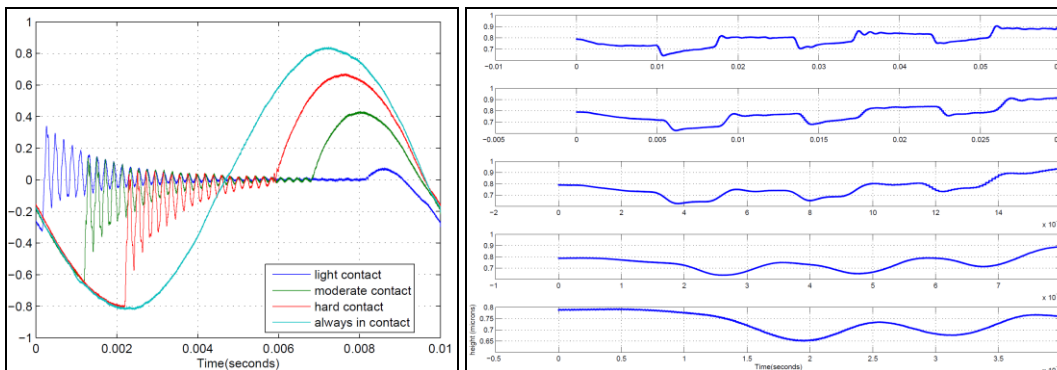 1
0.8
0.6
0.4
0.2
0
−0.2
−0.4
−0.6
−0.8
−1
0 0.002 0.004 0.006 0.008 0.01
Time(seconds)
light contact
moderate contact
hard contact
always in contact
1
0.9
0.8
0.7
−0.01 0 0.01 0.02 0.03 0.04 0.05
1
0.9
0.8
0.7
−0.005 0 0.005 0.01 0.015 0.02 0.025
1
0.9
0.8
0.7
−2 0 2 4 6 8 10 12 14
x 10
1
0.9
0.8
0.7
−1 0 1 2 3 4 5 6 7
x 10
0.8
0.75
0.7
0.65
height (microns)
−0.5 0 0.5 1 1.5 2 2.5 3 3.5
Time(seconds)